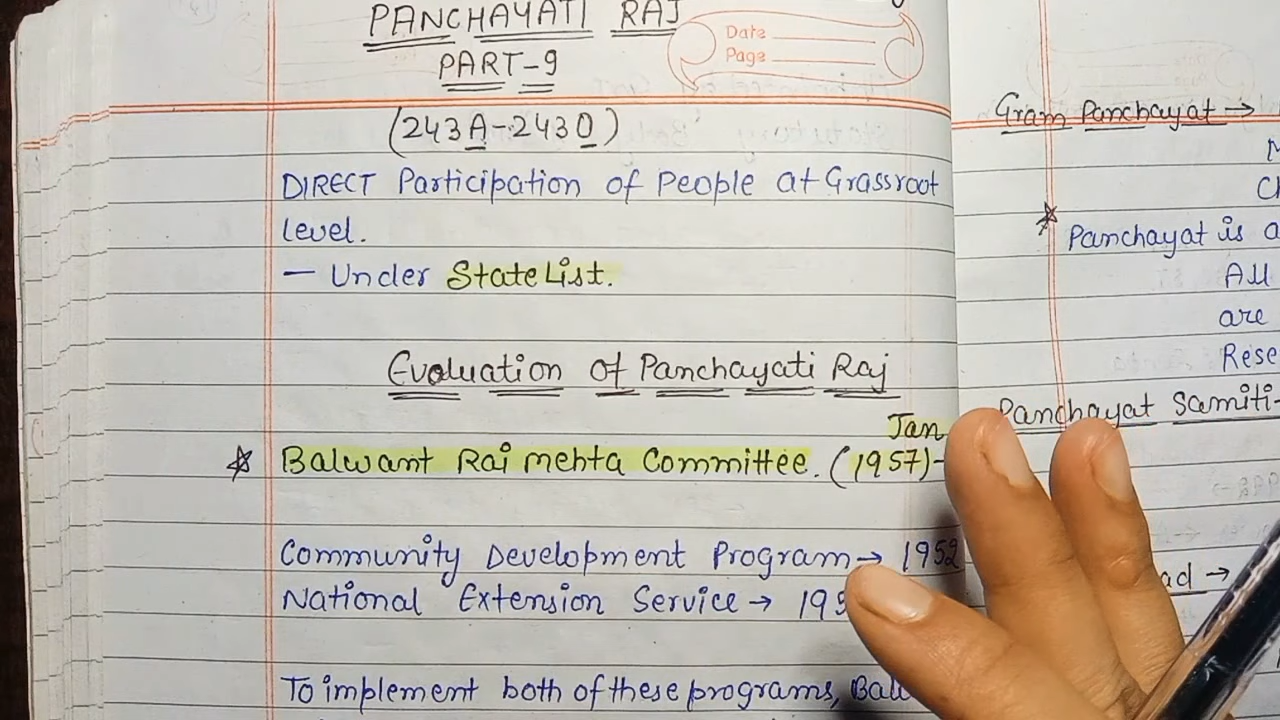 PANCHAYATI RAJ
PART-9
Date
Page
(243A-243O)
DIRECT Participation of People at Grassroot
level.
— Under State List.
Evaluation of Panchayati Raj
Jan
Balwant Rai mehta Committee. (1957)-
Community Development Program → 1952
National Extension Service → 195
To implement both of these programs,
Gram Panchayat →
Panchayat is a
All
are
Rese
Panchayat Samiti-